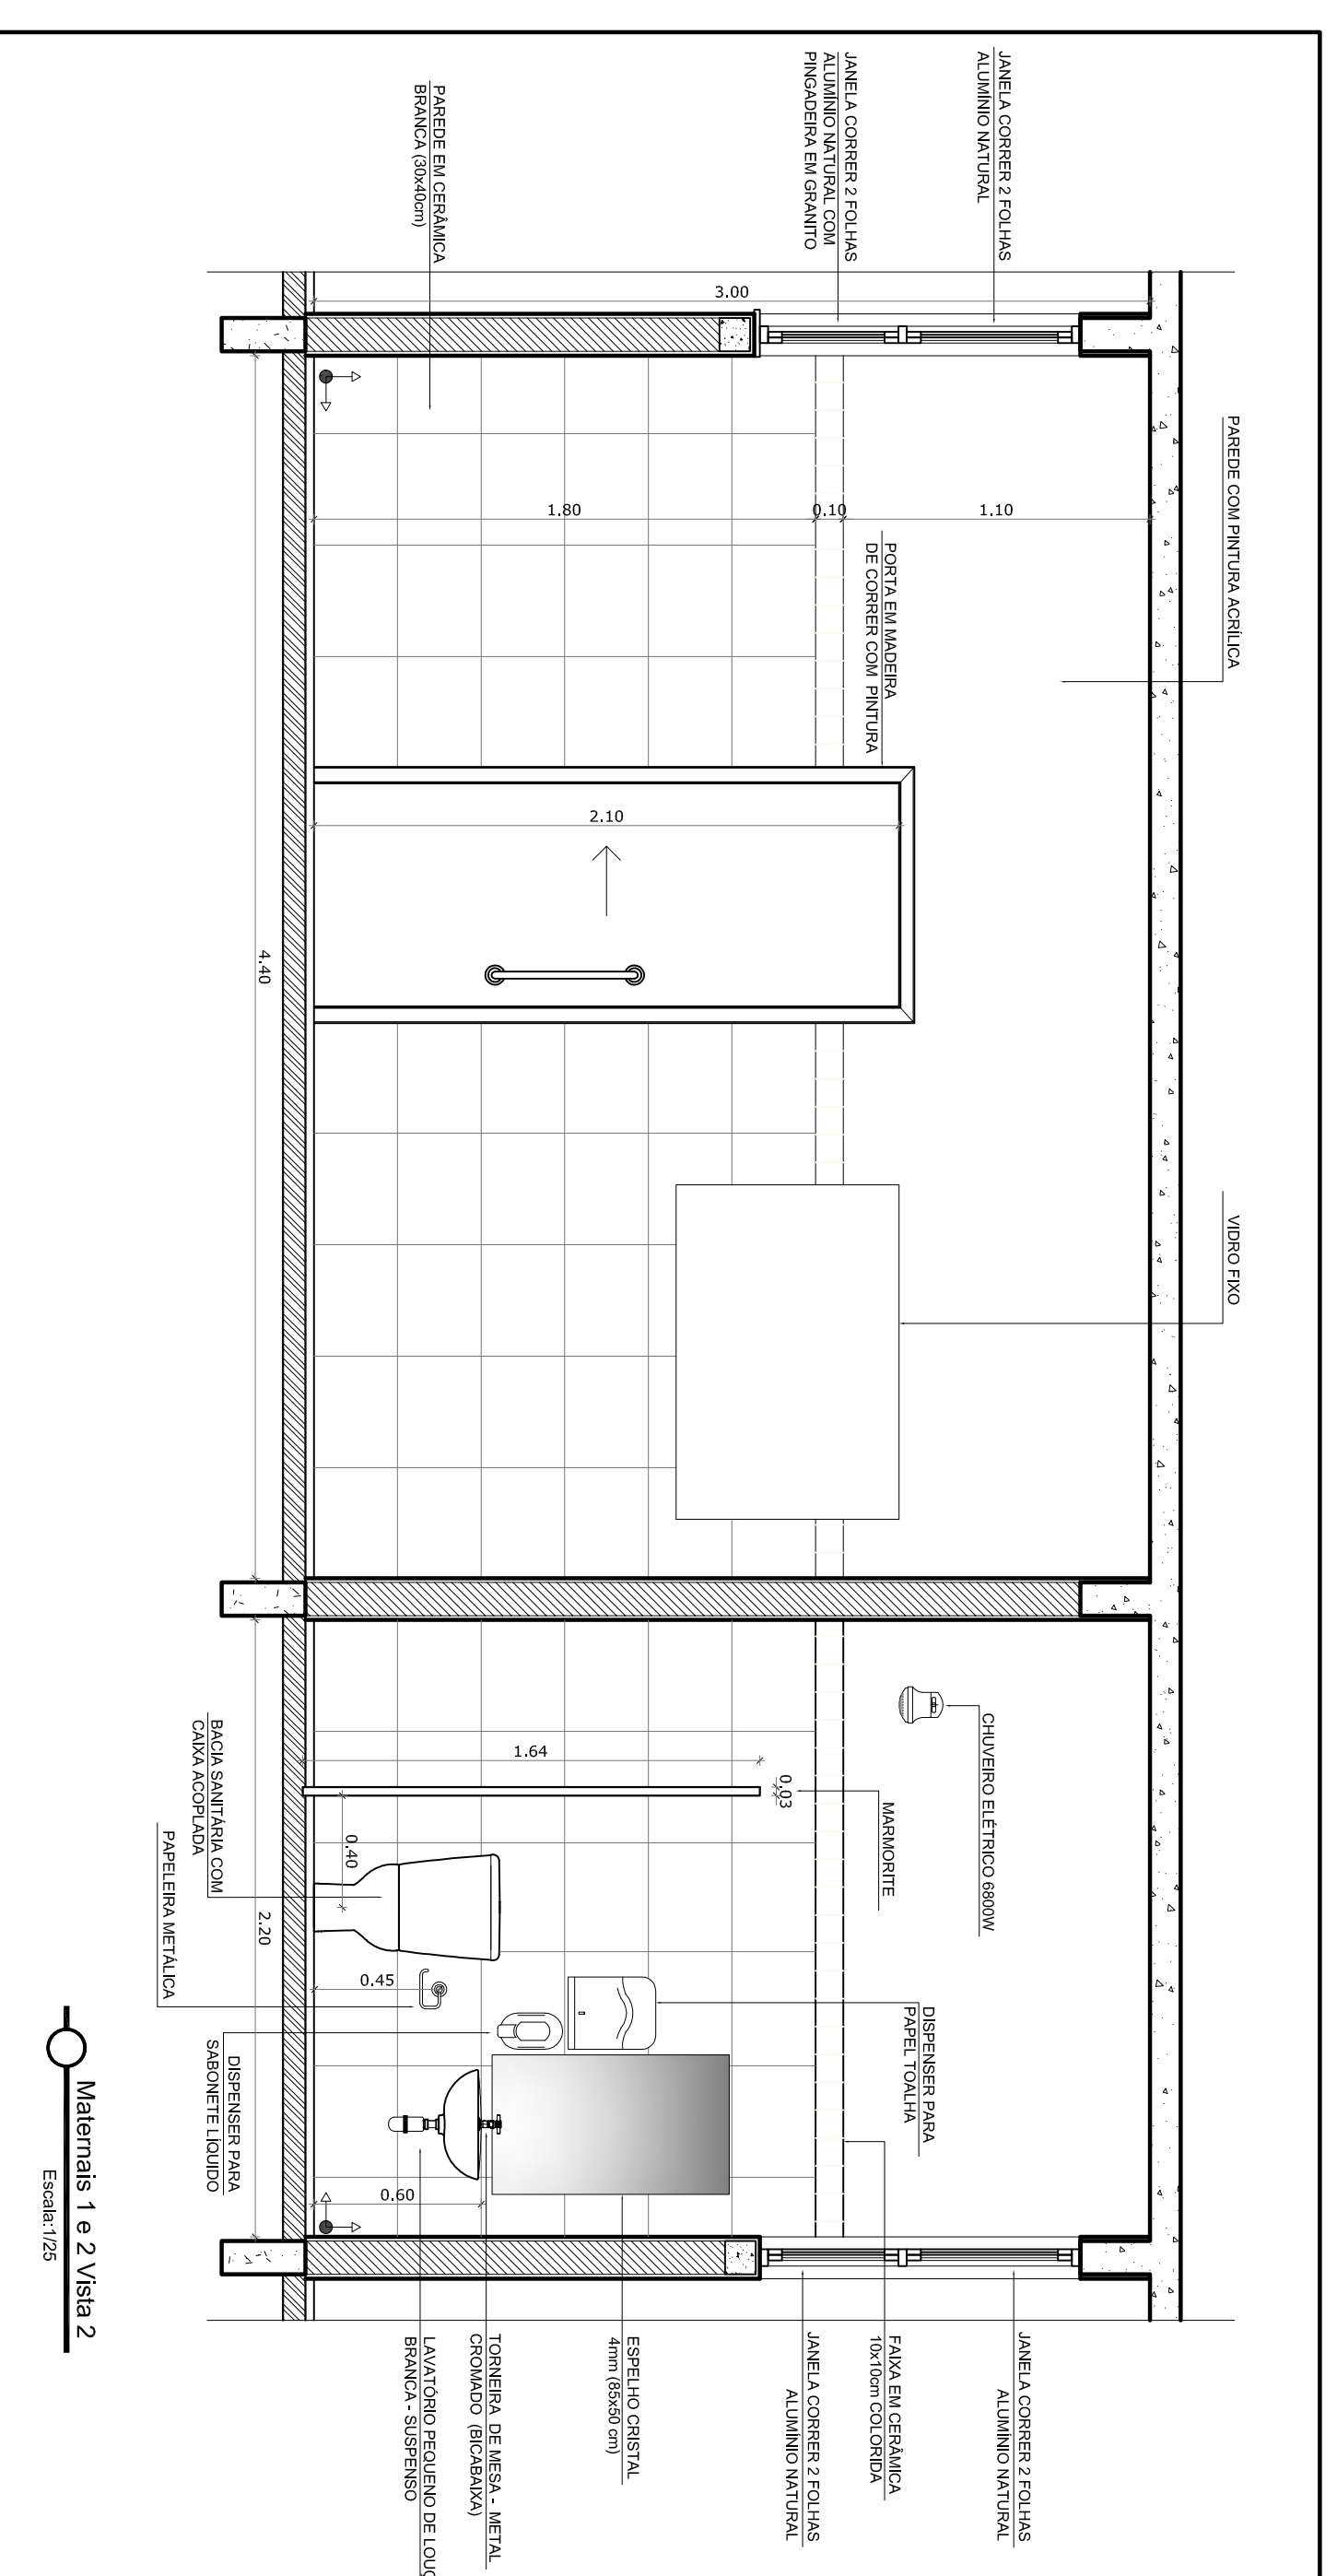 PAREDE COM PINTURA ACRÍLICA
VIDRO FIXO
JANELA CORRER 2 FOLHAS
ALUMÍNIO NATURAL
JANELA CORRER 2 FOLHAS
ALUMÍNIO NATURAL COM
PINGADEIRA EM GRANITO
PAREDE EM CERÂMICA
BRANCA (30x40cm)
3.00
1.10
0.10
1.80
PORTA EM MADEIRA
DE CORRER COM PINTURA
2.10
4.40
CHUVEIRO ELÉTRICO 6800W
MARMORITE
0.03
1.64
0.40
0.45
0.60
2.20
DISPENSER PARA
PAPEL TOALHA
BACIA SANITÁRIA COM
CAIXA ACOPLADA
PAPELEIRA METÁLICA
DISPENSER PARA
SABONETE LÍQUIDO
JANELA CORRER 2 FOLHAS
ALUMÍNIO NATURAL
FAIXA EM CERÂMICA
10x10cm COLORIDA
JANELA CORRER 2 FOLHAS
ALUMÍNIO NATURAL
ESPELHO CRISTAL
4mm (85x50 cm)
TORNEIRA DE MESA - METAL
CROMADO (BICABAIXA)
LAVATÓRIO PEQUENO DE
BRANCA - SUSPENSO
Maternais 1 e 2 Vista 2
Escala:1/25